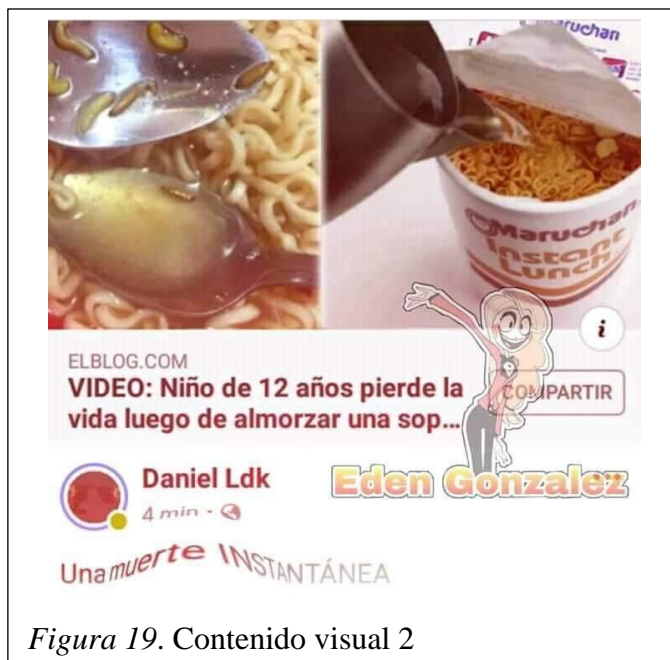 Maruchan
Maruchan
Instant
Lunch
i
ELBLOG.COM
VIDEO: Niño de 12 años pierde la
vida luego de almorzar una sop...
COMPARTIR
Eden Gonzalez
Daniel Ldk
4 min ·
Una muerte INSTANTÁNEA
Figura 19. Contenido visual 2